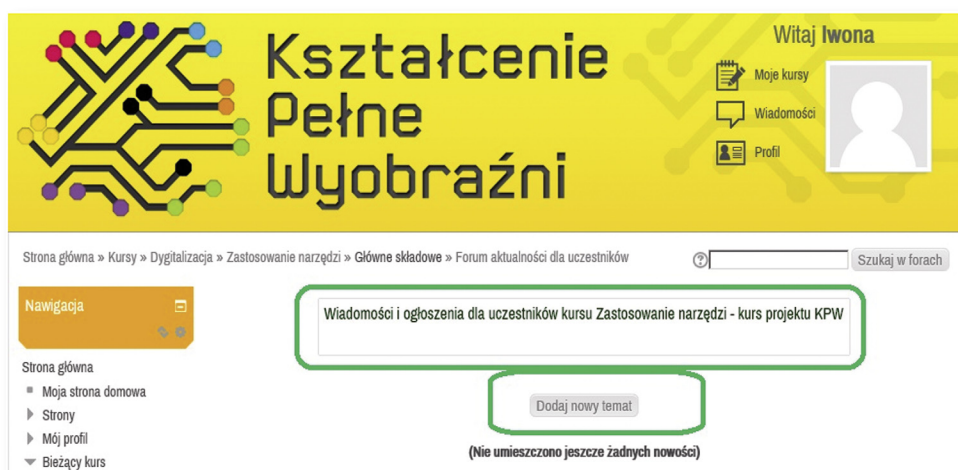 Kształcenie
Pełne
Wyobraźni
Witaj Iwona
Moje kursy
Wiadomości
Profil
Strona główna » Kursy » Dygitalizacja » Zastosowanie narzędzi » Główne składowe » Forum aktualności dla uczestników
?
Szukaj w forach
Nawigacja
Wiadomości i ogłoszenia dla uczestników kursu Zastosowanie narzędzi - kurs projektu KPW
Strona główna
Moja strona domowa
Strony
Mój profil
Bieżący kurs
Dodaj nowy temat
(Nie umieszczono jeszcze żadnych nowości)